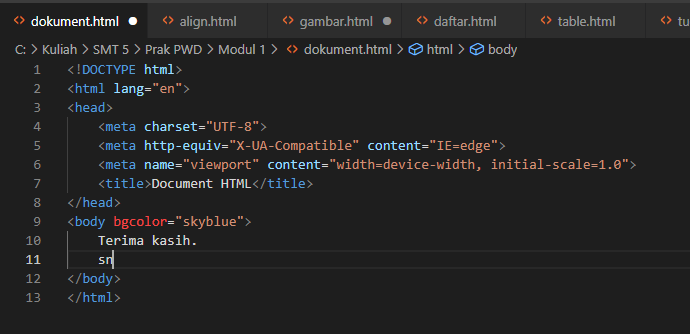 dokument.html align.html gambar.html daftar.html table.html tu
C: > Kuliah > SMT 5 > Prak PWD > Modul 1 > dokument.html > html > body
1 <!DOCTYPE html>
2 <html lang="en">
3 <head>
4 <meta charset="UTF-8">
5 <meta http-equiv="X-UA-Compatible" content="IE=edge">
6 <meta name="viewport" content="width=device-width, initial-scale=1.0">
7 <title>Document HTML</title>
8 </head>
9 <body bgcolor="skyblue">
10 Terima kasih.
11 sn
12 </body>
13 </html>